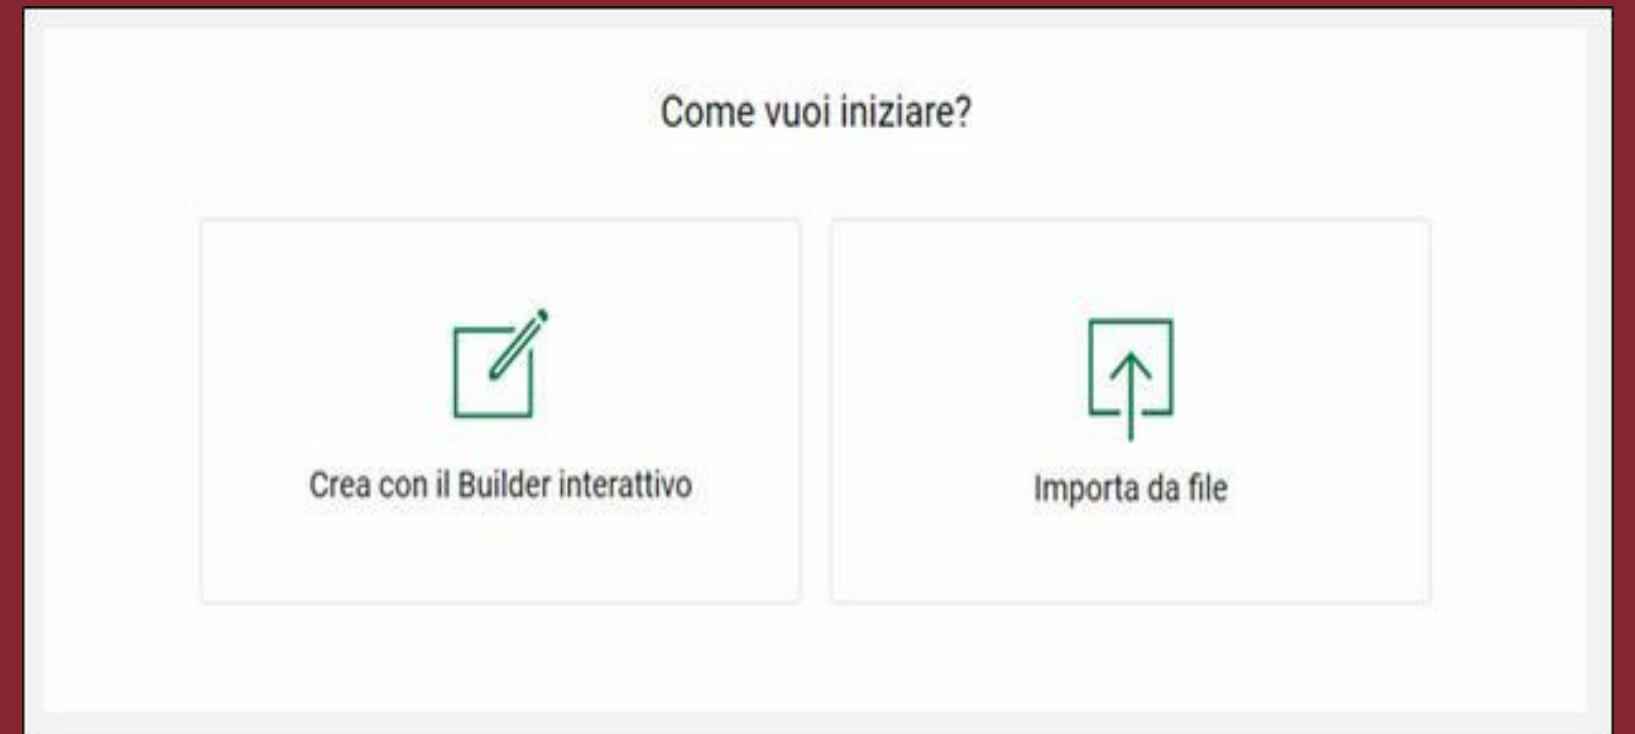 Come vuoi iniziare?
Crea con il Builder interattivo
Importa da file